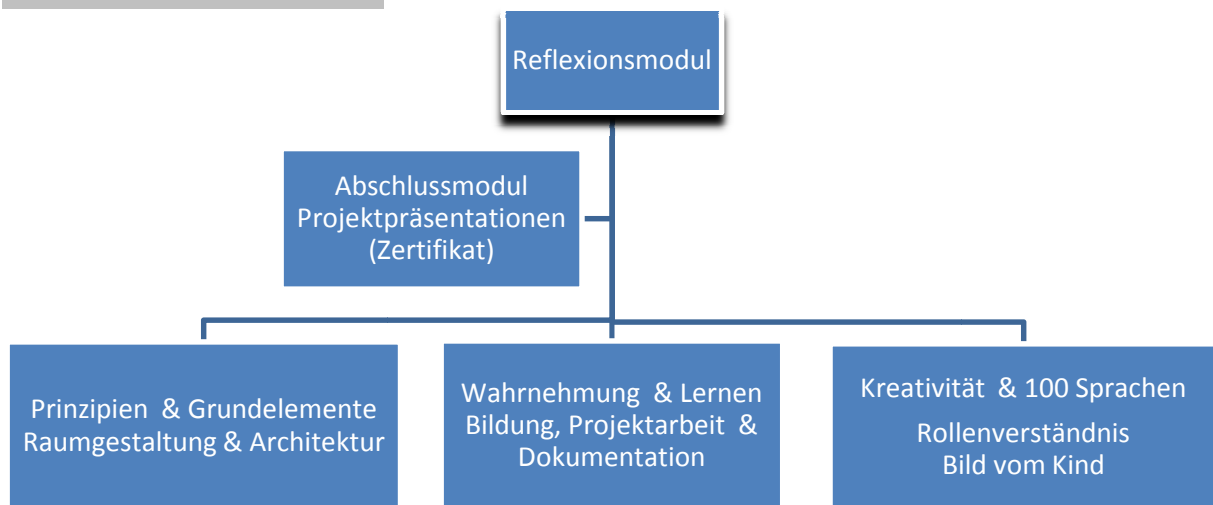 Reflexionsmodul
Abschlussmodul
Projektpräsentationen
(Zertifikat)
Prinzipien & Grundelemente
Raumgestaltung & Architektur
Wahrnehmung & Lernen
Bildung, Projektarbeit &
Dokumentation
Kreativität & 100 Sprachen
Rollenverständnis
Bild vom Kind